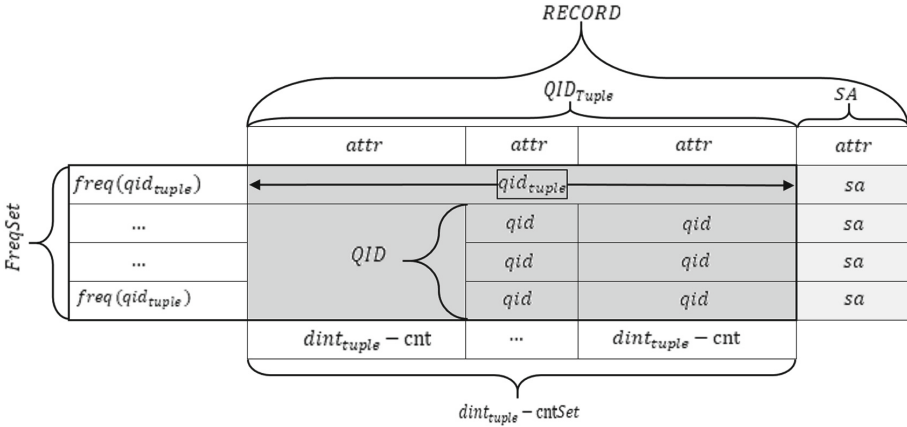 RECORD
QID_Tuple SA
attr attr attr attr
freq(qid_tuple) qid_tuple sa
... qid qid sa
FreqSet ... QID qid qid sa
freq(qid_tuple) qid qid sa
dint_tuple − cnt ... dint_tuple − cnt
dint_tuple − cntSet